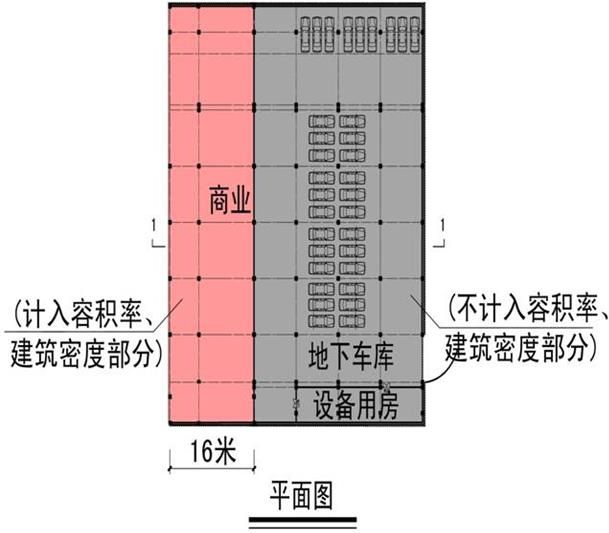 商业
1 1
(计入容积率、
建筑密度部分)
(不计入容积率、
建筑密度部分)
地下车库
设备用房
16米
平面图